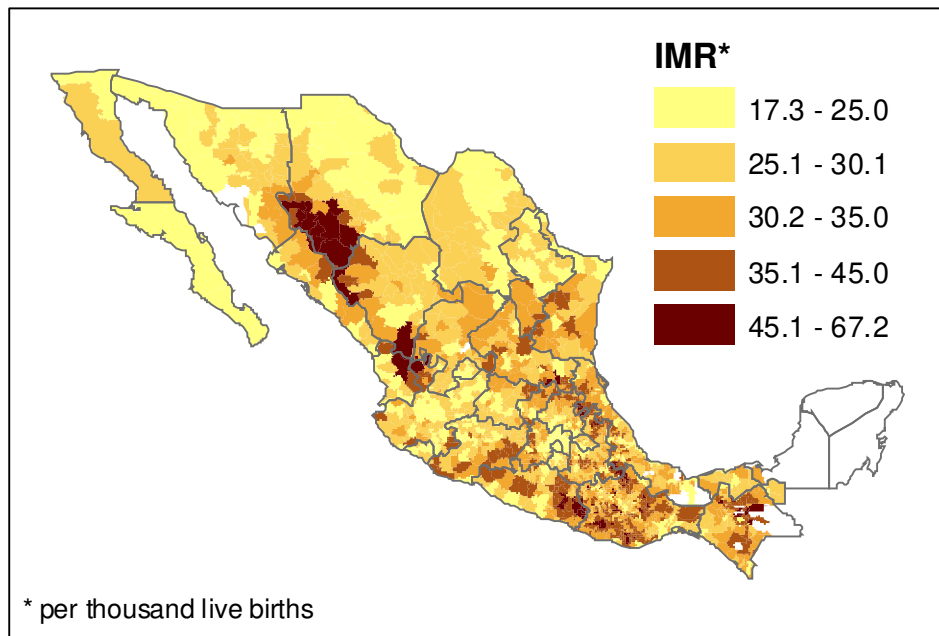 IMR*
17.3 - 25.0
25.1 - 30.1
30.2 - 35.0
35.1 - 45.0
45.1 - 67.2
* per thousand live births